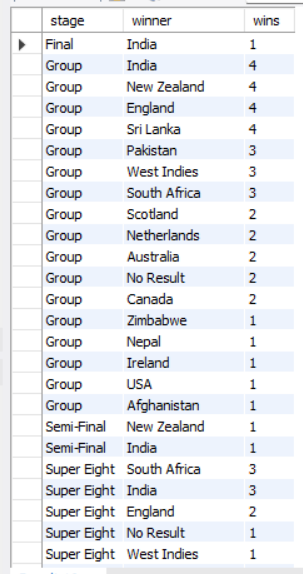 stage winner wins
Final India 1
Group India 4
Group New Zealand 4
Group England 4
Group Sri Lanka 4
Group Pakistan 3
Group West Indies 3
Group South Africa 3
Group Scotland 2
Group Netherlands 2
Group Australia 2
Group No Result 2
Group Canada 2
Group Zimbabwe 1
Group Nepal 1
Group Ireland 1
Group USA 1
Group Afghanistan 1
Semi-Final New Zealand 1
Semi-Final India 1
Super Eight South Africa 3
Super Eight India 3
Super Eight England 2
Super Eight No Result 1
Super Eight West Indies 1